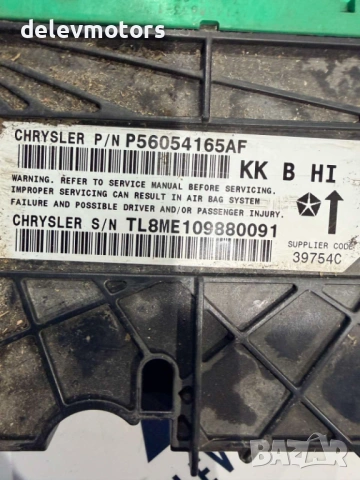 delevmotors
CHRYSLER P/N P56054165AF
KK B HI
WARNING. REFER TO SERVICE MANUAL BEFORE SERVICING.
IMPROPER SERVICING CAN RESULT IN AIR BAG SYSTEM
FAILURE AND POSSIBLE DRIVER AND/OR PASSENGER INJURY.
CHRYSLER S/N TL8ME109880091
SUPPLIER CODE
39754C
BAZAR